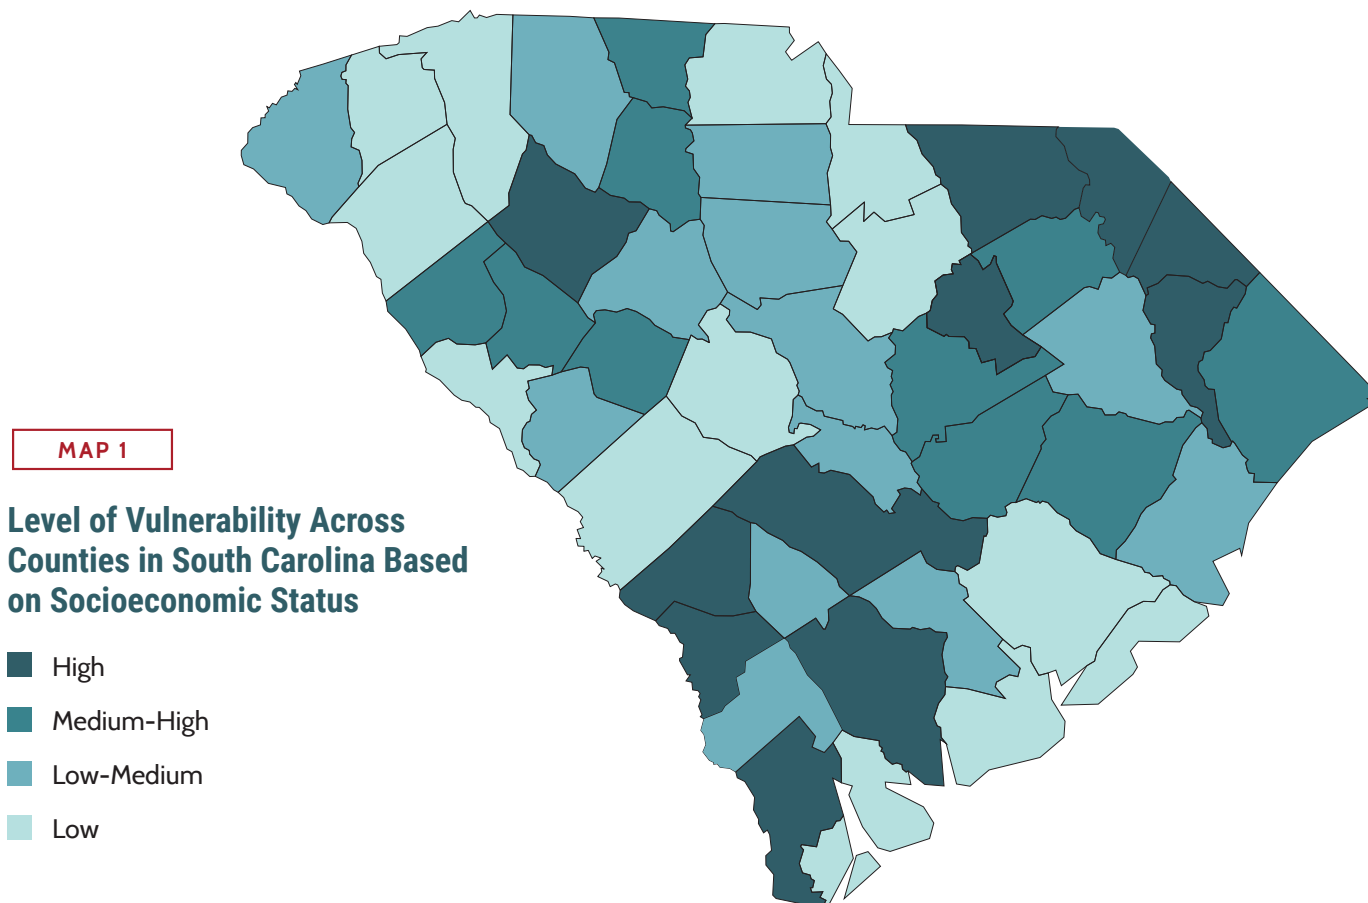 MAP 1
Level of Vulnerability Across
Counties in South Carolina Based
on Socioeconomic Status
High
Medium-High
Low-Medium
Low